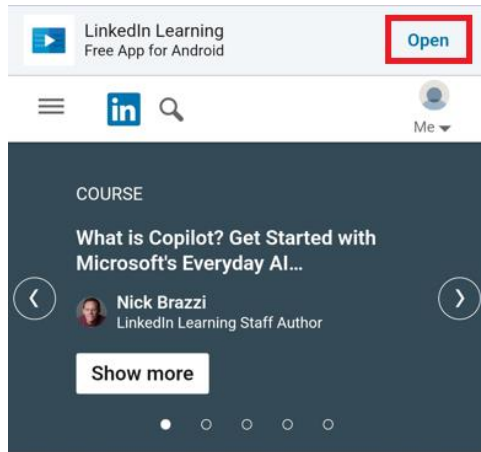 LinkedIn Learning
Free App for Android
Open
in
Me
COURSE
What is Copilot? Get Started with
Microsoft's Everyday AI...
Nick Brazzi
LinkedIn Learning Staff Author
Show more